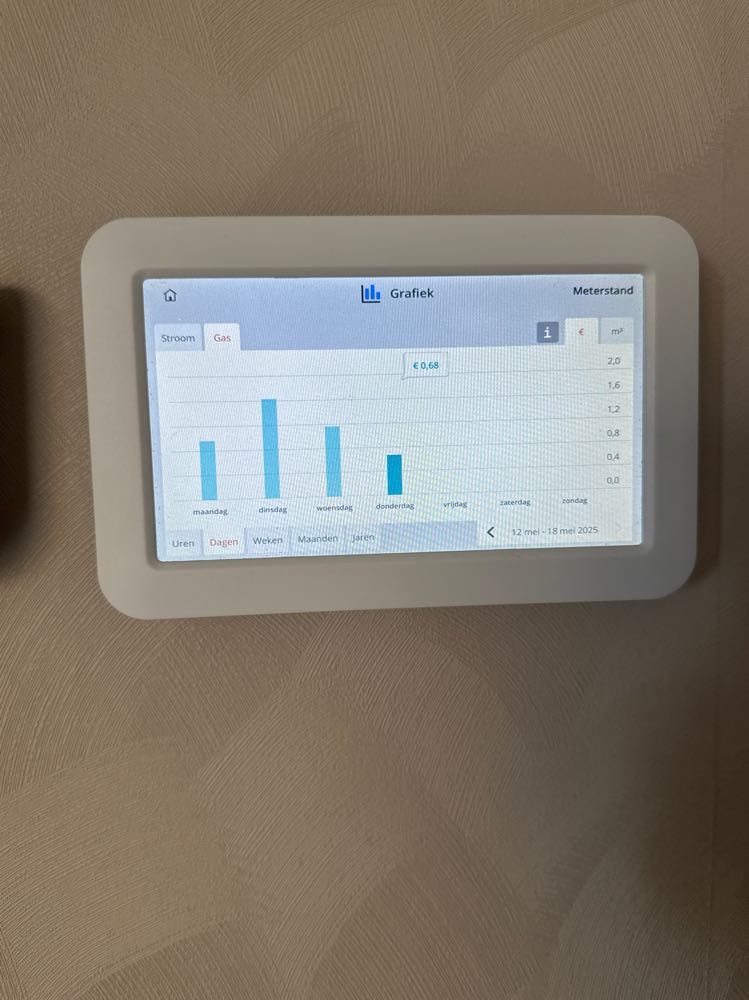 Grafiek
Meterstand
Stroom Gas
i € m³
€ 0,68
2,0
1,6
1,2
0,8
0,4
0,0
maandag dinsdag woensdag donderdag vrijdag zaterdag zondag
Uren Dagen Weken Maanden Jaren
12 mei - 18 mei 2025